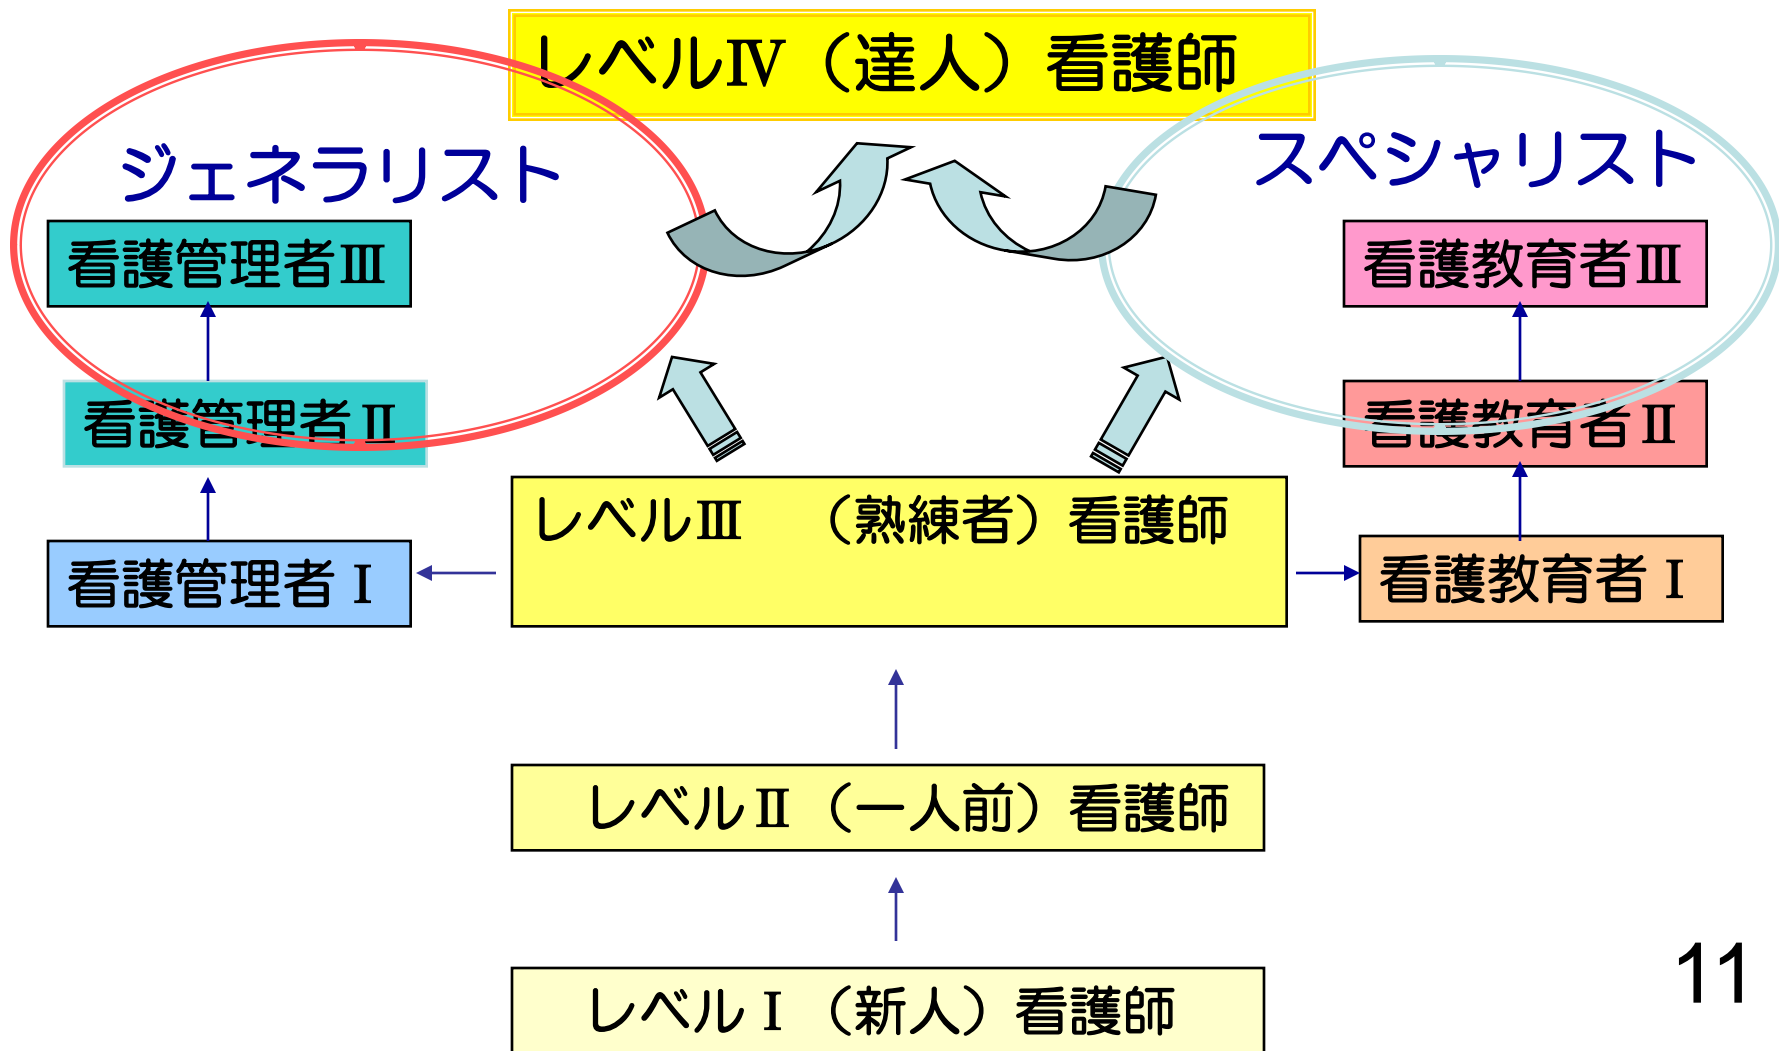 レベルⅣ（達人）看護師
ジェネラリスト
スペシャリスト
看護管理者Ⅲ
看護教育者Ⅲ
看護管理者Ⅱ
看護教育者Ⅱ
レベルⅢ　（熟練者）看護師
看護管理者Ⅰ
看護教育者Ⅰ
レベルⅡ（一人前）看護師
レベルⅠ（新人）看護師
11